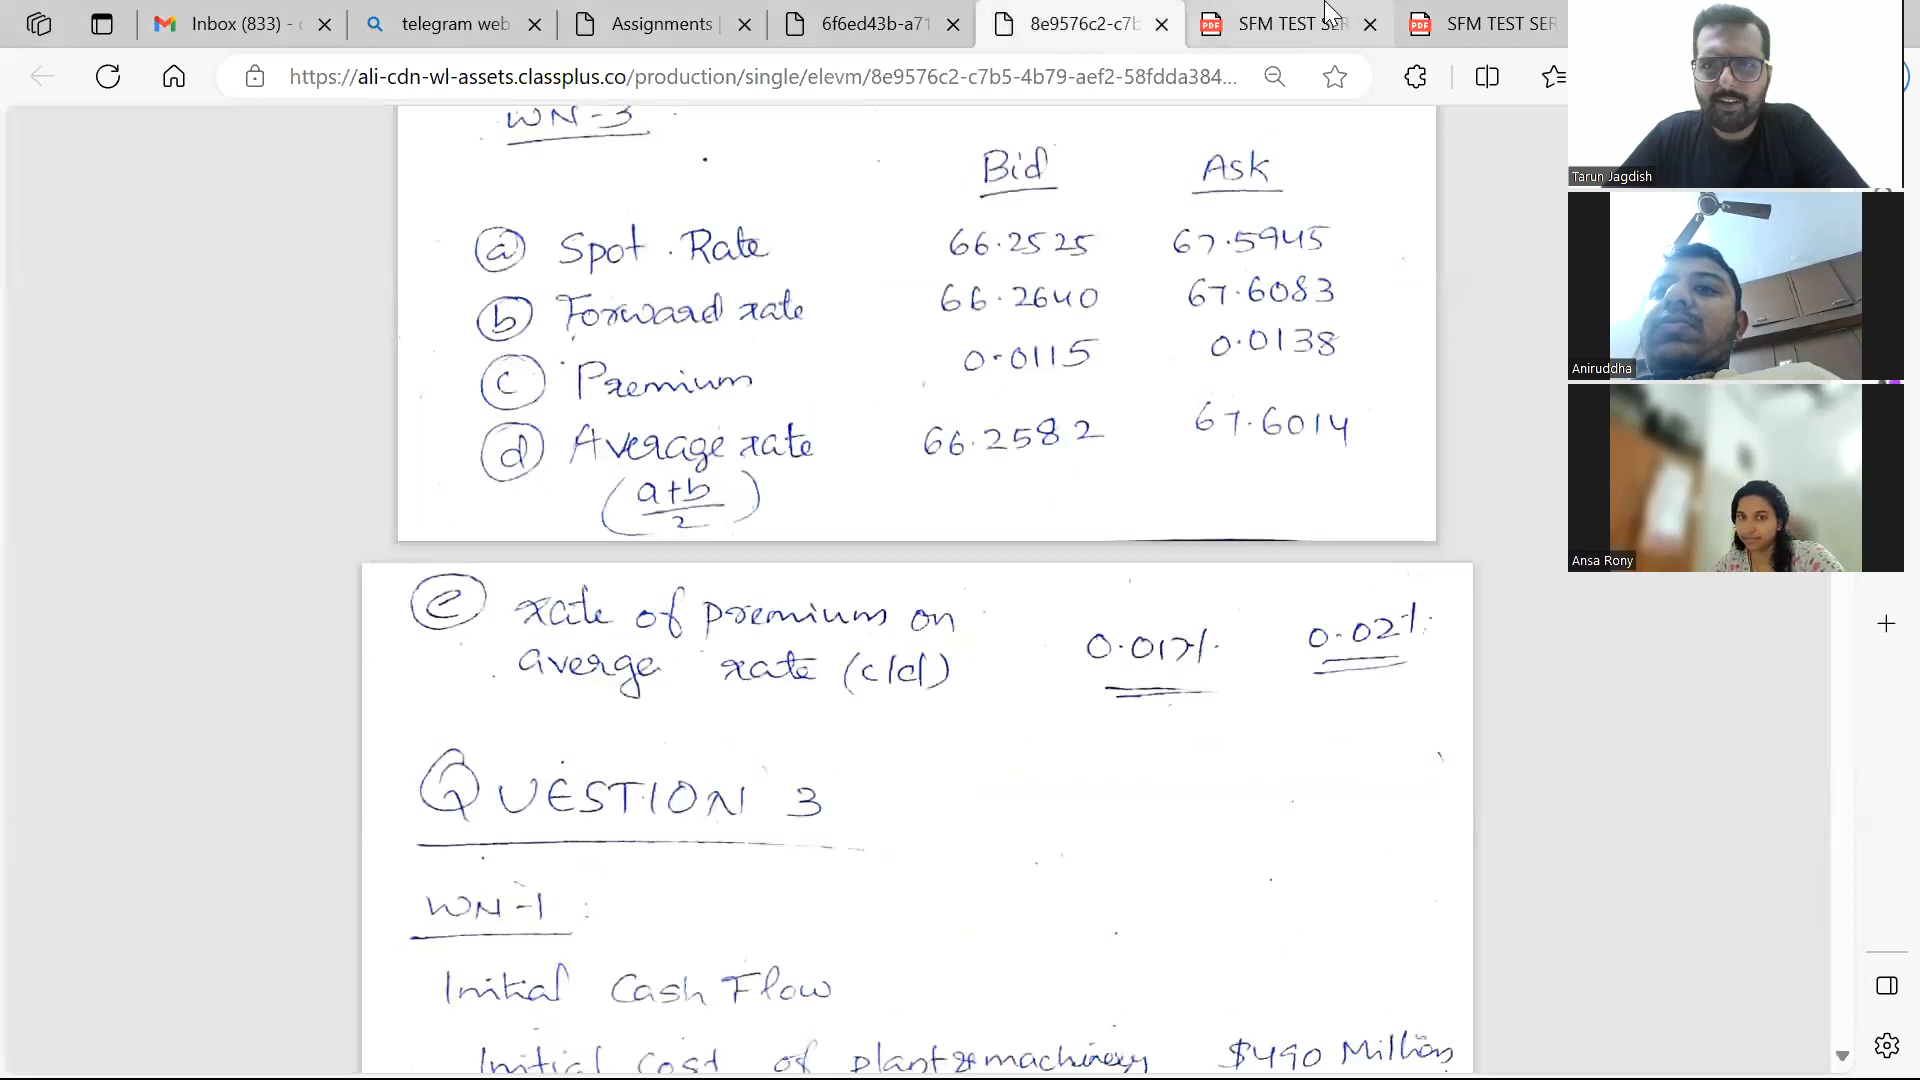 Inbox (833) -
telegram web
Assignments |
6f6ed43b-a71
8e9576c2-c7b
SFM TEST SER
SFM TEST SER
https://ali-cdn-wl-assets.classplus.co/production/single/elevm/8e9576c2-c7b5-4b79-aef2-58fdda384...
WN-3
Bid Ask
(a) Spot Rate 66.2525 67.5945
(b) Forward rate 66.2640 67.6083
(c) Premium 0.0115 0.0138
(d) Average rate 66.2582 67.6014
(a+b/2)
(e) rate of premium on 0.017% 0.02%
averge rate (c/d)
QUESTION 3
WN-1
Initial Cash Flow
Initial cost of plant & machinery $490 Million
Tarun Jagdish
Aniruddha
Ansa Rony